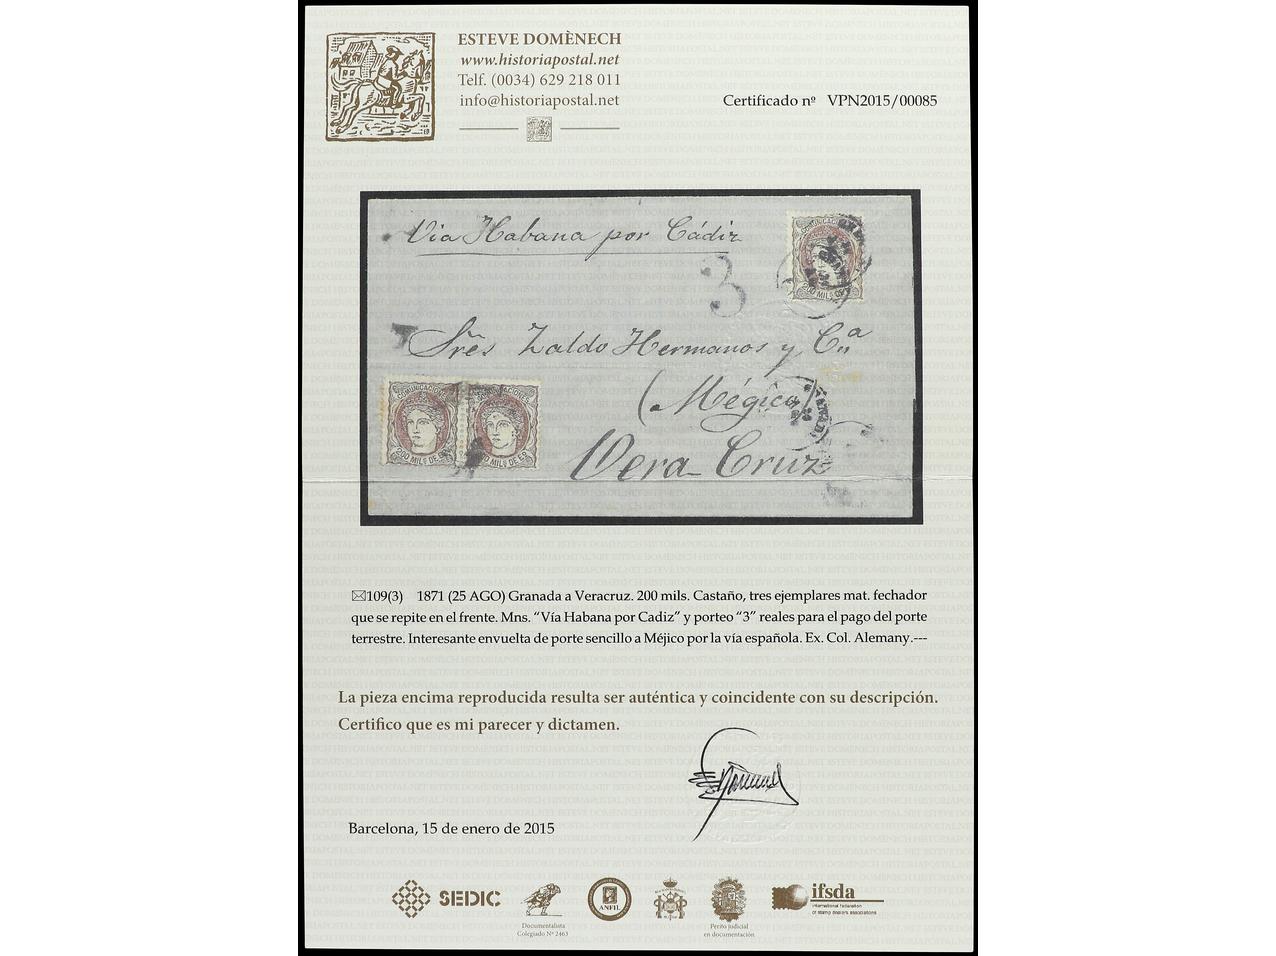 ESTEVE DOMÈNECH
www.historiapostal.net
Telf. (0034) 629 218 011
info@historiapostal.net
Certificado nº VPN2015/00085
Via Habana por Cádiz
3
COMUNICACIONES
200 MILS DE
Sres Zaldo Hermanos y Cía
(Mégico
Vera-Cruz
COMUNICACIONES
200 MILS DE
COMUNICACIONES
MILS DE ES
109(3) 1871 (25 AGO) Granada a Veracruz. 200 mils. Castaño, tres ejemplares mat. fechador
que se repite en el frente. Mns. "Vía Habana por Cadiz" y porteo "3" reales para el pago del porte
terrestre. Interesante envuelta de porte sencillo a Méjico por la vía española. Ex. Col. Alemany.---
La pieza encima reproducida resulta ser auténtica y coincidente con su descripción.
Certifico que es mi parecer y dictamen.
Barcelona, 15 de enero de 2015
SEDIC
Documentalista
Colegiado Nº 2463
ANFIL
Perito Judicial
en documentación
ifsda
international federation
of stamp dealers associations